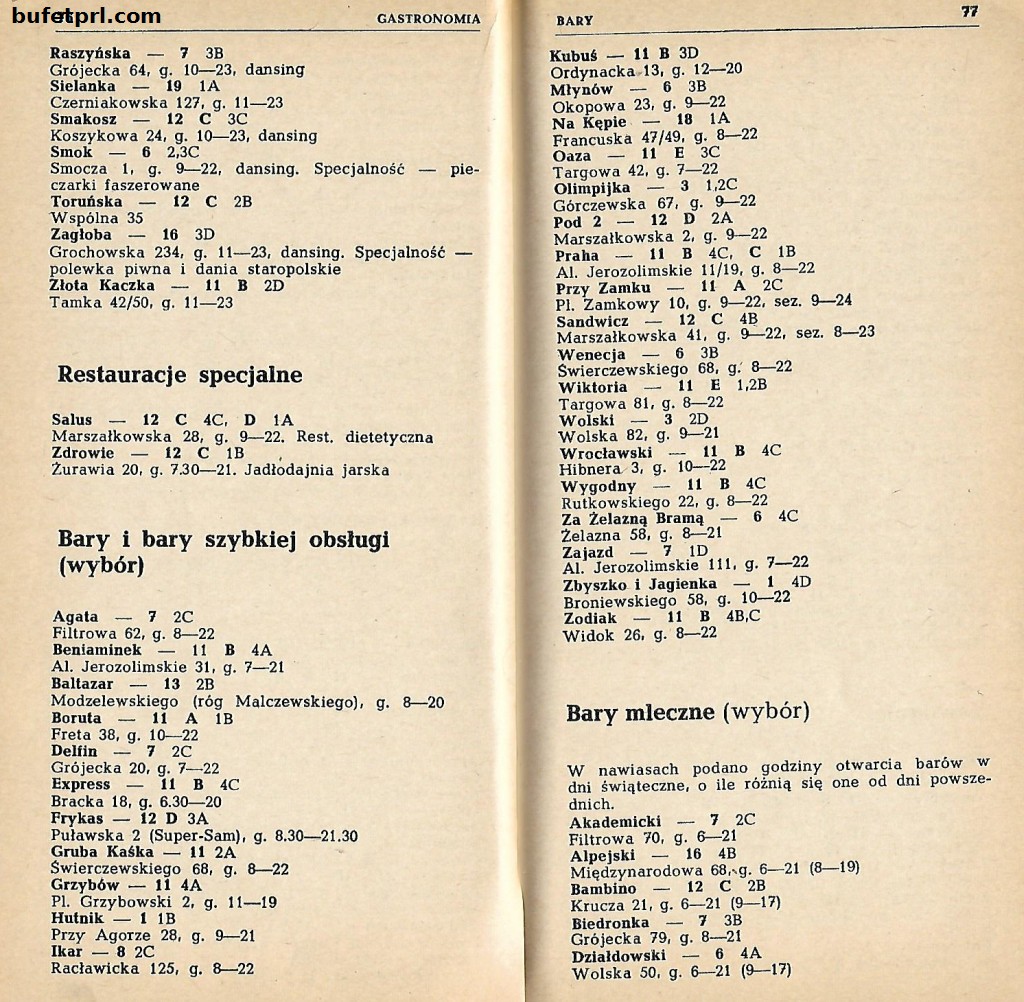 bufetprl.com
GASTRONOMIA
Raszyńska — 7 3B
Grójecka 64, g. 10—23, dansing
Sielanka — 19 1A
Czerniakowska 127, g. 11—23
Smakosz — 12 C 3C
Koszykowa 24, g. 10—23, dansing
Smok — 6 2,3C
Smocza 1, g. 9—22, dansing. Specjalność — pie-
czarki faszerowane
Toruńska — 12 C 2B
Wspólna 35
Zagłoba — 16 3D
Grochowska 234, g. 11—23, dansing. Specjalność —
polewka piwna i dania staropolskie
Złota Kaczka — 11 B 2D
Tamka 42/50, g. 11—23
Restauracje specjalne
Salus — 12 C 4C, D 1A
Marszałkowska 28, g. 9—22. Rest. dietetyczna
Zdrowie — 12 C 1B
Żurawia 20, g. 7.30—21. Jadłodajnia jarska
Bary i bary szybkiej obsługi
(wybór)
Agata — 7 2C
Filtrowa 62, g. 8—22
Beniaminek — 11 B 4A
Al. Jerozolimskie 31, g. 7—21
Baltazar — 13 2B
Modzelewskiego (róg Malczewskiego), g. 8—20
Boruta — 11 A 1B
Freta 38, g. 10—22
Delfin — 7 2C
Grójecka 20, g. 7—22
Express — 11 B 4C
Bracka 18, g. 6.30—20
Frykas — 12 D 3A
Puławska 2 (Super-Sam), g. 8.30—21.30
Gruba Kaśka — 11 2A
Świerczewskiego 68, g. 8—22
Grzybów — 11 4A
Pl. Grzybowski 2, g. 11—19
Hutnik — 1 1B
Przy Agorze 28, g. 9—21
Ikar — 8 2C
Racławicka 125, g. 8—22
BARY 77
Kubuś — 11 B 3D
Ordynacka 13, g. 12—20
Młynów — 6 3B
Okopowa 23, g. 9—22
Na Kępie — 18 1A
Francuska 47/49, g. 8—22
Oaza — 11 E 3C
Targowa 42, g. 7—22
Olimpijka — 3 1,2C
Górczewska 67, g. 9—22
Pod 2 — 12 D 2A
Marszałkowska 2, g. 9—22
Praha — 11 B 4C, C 1B
Al. Jerozolimskie 11/19, g. 8—22
Przy Zamku — 11 A 2C
Pl. Zamkowy 10, g. 9—22, sez. 9—24
Sandwicz — 12 C 4B
Marszałkowska 41, g. 9—22, sez. 8—23
Wenecja — 6 3B
Świerczewskiego 68, g. 8—22
Wiktoria — 11 E 1,2B
Targowa 81, g. 8—22
Wolski — 3 2D
Wolska 82, g. 9—21
Wrocławski — 11 B 4C
Hibnera 3, g. 10—22
Wygodny — 11 B 4C
Rutkowskiego 22, g. 8—22
Za Żelazną Bramą — 6 4C
Żelazna 58, g. 8—21
Zajazd — 7 1D
Al. Jerozolimskie 111, g. 7—22
Zbyszko i Jagienka — 1 4D
Broniewskiego 58, g. 10—22
Zodiak — 11 B 4B,C
Widok 26, g. 8—22
Bary mleczne (wybór)
W nawiasach podano godziny otwarcia barów w
dni świąteczne, o ile różnią się one od dni powsze-
dnich.
Akademicki — 7 2C
Filtrowa 70, g. 6—21
Alpejski — 16 4B
Międzynarodowa 68, g. 6—21 (8—19)
Bambino — 12 C 2B
Krucza 21, g. 6—21 (9—17)
Biedronka — 7 3B
Grójecka 79, g. 8—21
Działdowski — 6 4A
Wolska 50, g. 6—21 (9—17)